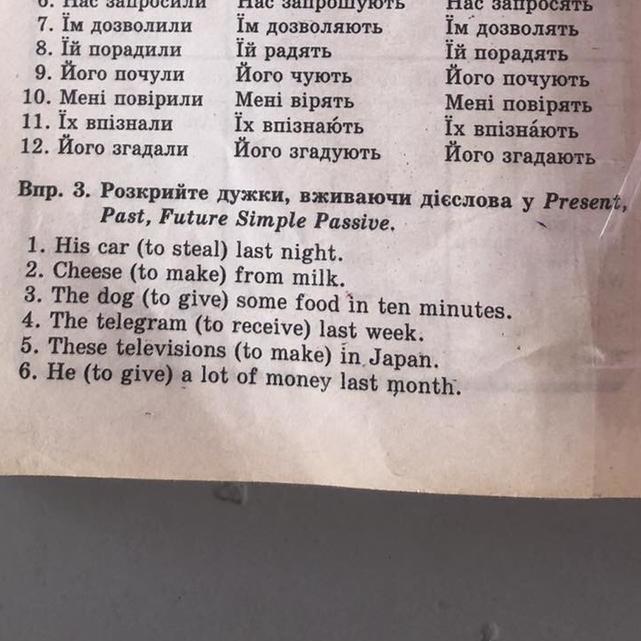 6. Нас запросили Нас запрошують Нас запросять
7. Їм дозволили Їм дозволяють Їм дозволять
8. Їй порадили Їй радять Їй порадять
9. Його почули Його чують Його почують
10. Мені повірили Мені вірять Мені повірять
11. Їх впізнали Їх впізнаю́ть Їх впізна́ють
12. Його згадали Його згадують Його згадають
Впр. 3. Розкрийте дужки, вживаючи дієслова у Present,
Past, Future Simple Passive.
1. His car (to steal) last night.
2. Cheese (to make) from milk.
3. The dog (to give) some food in ten minutes.
4. The telegram (to receive) last week.
5. These televisions (to make) in Japan.
6. He (to give) a lot of money last month.